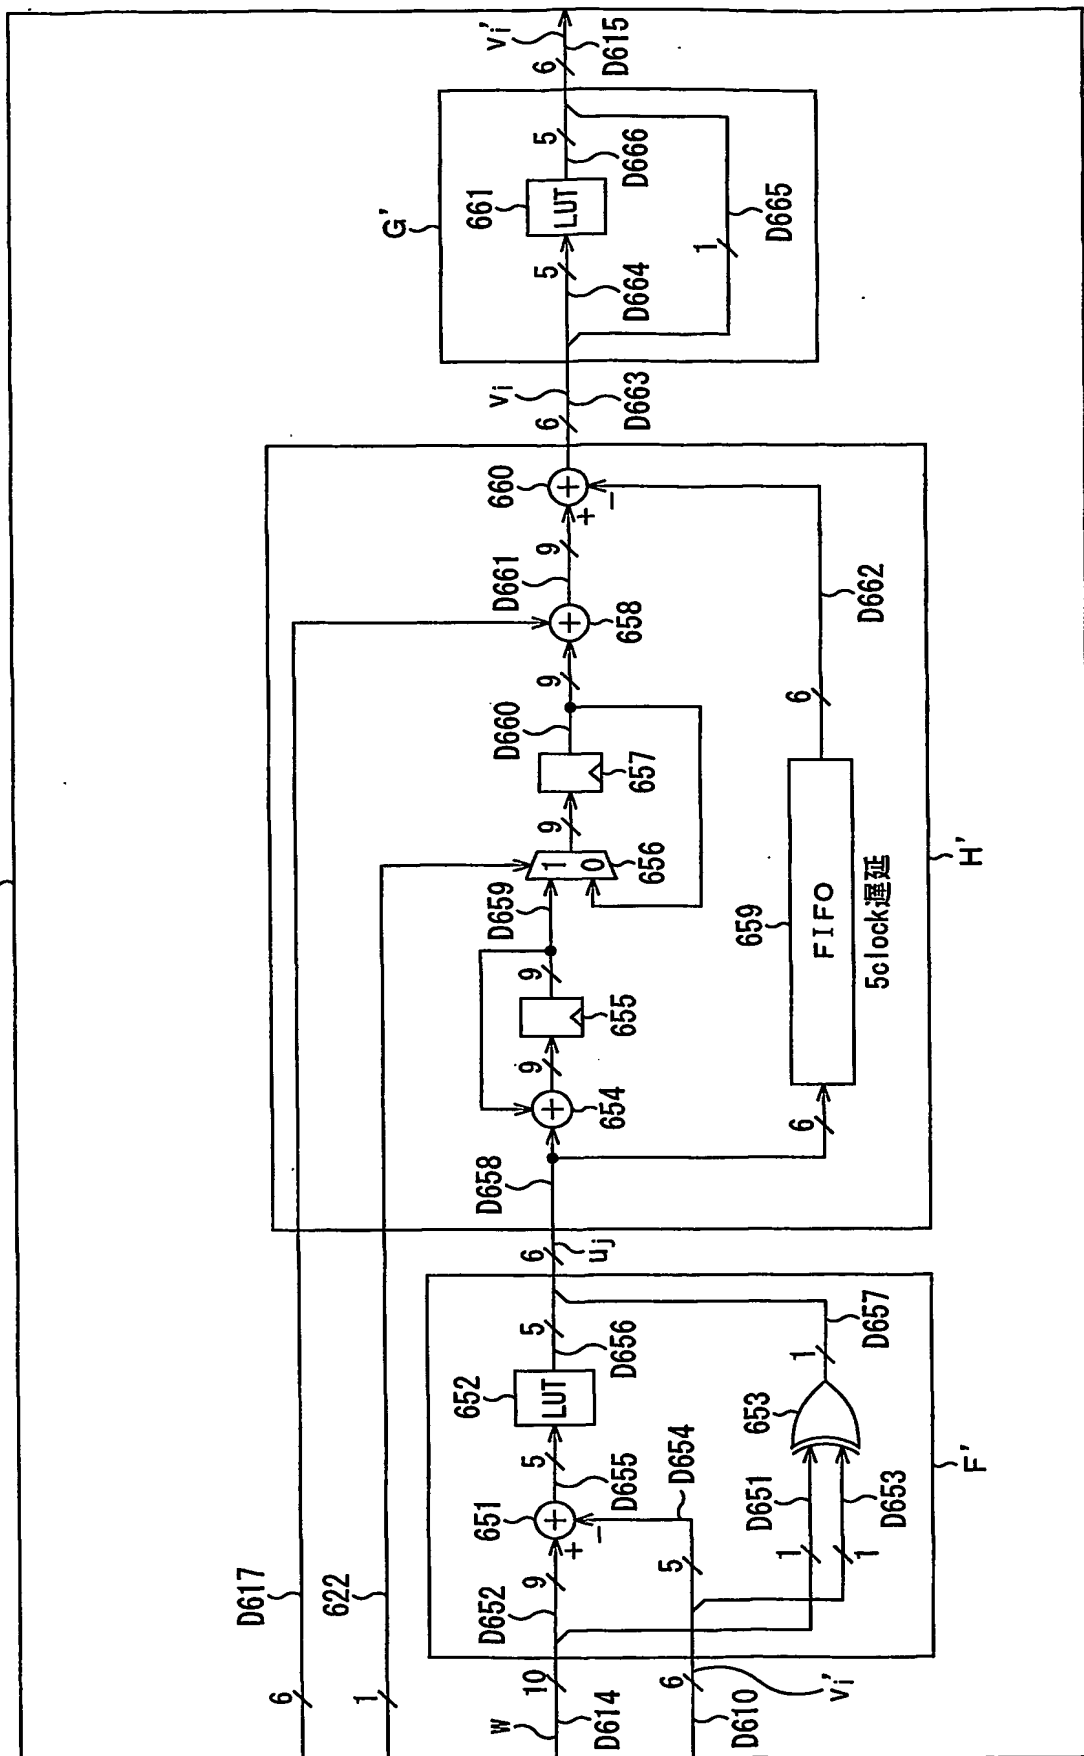 D617
6
622
1
w
10
D614
6
D610
vi'
F'
D652
9
+
−
651
+
D655
5
652
LUT
D656
5
D654
5
D651
1
D653
1
653
1
D657
6
uj
H'
D658
654
+
9
655
9
D659
656
1
0
9
657
D660
9
658
+
D661
9
660
+
+
−
6
659
FIFO
5clock遅延
6
D662
vi
6
D663
G'
D664
5
661
LUT
D666
5
1
D665
vi'
6
D615